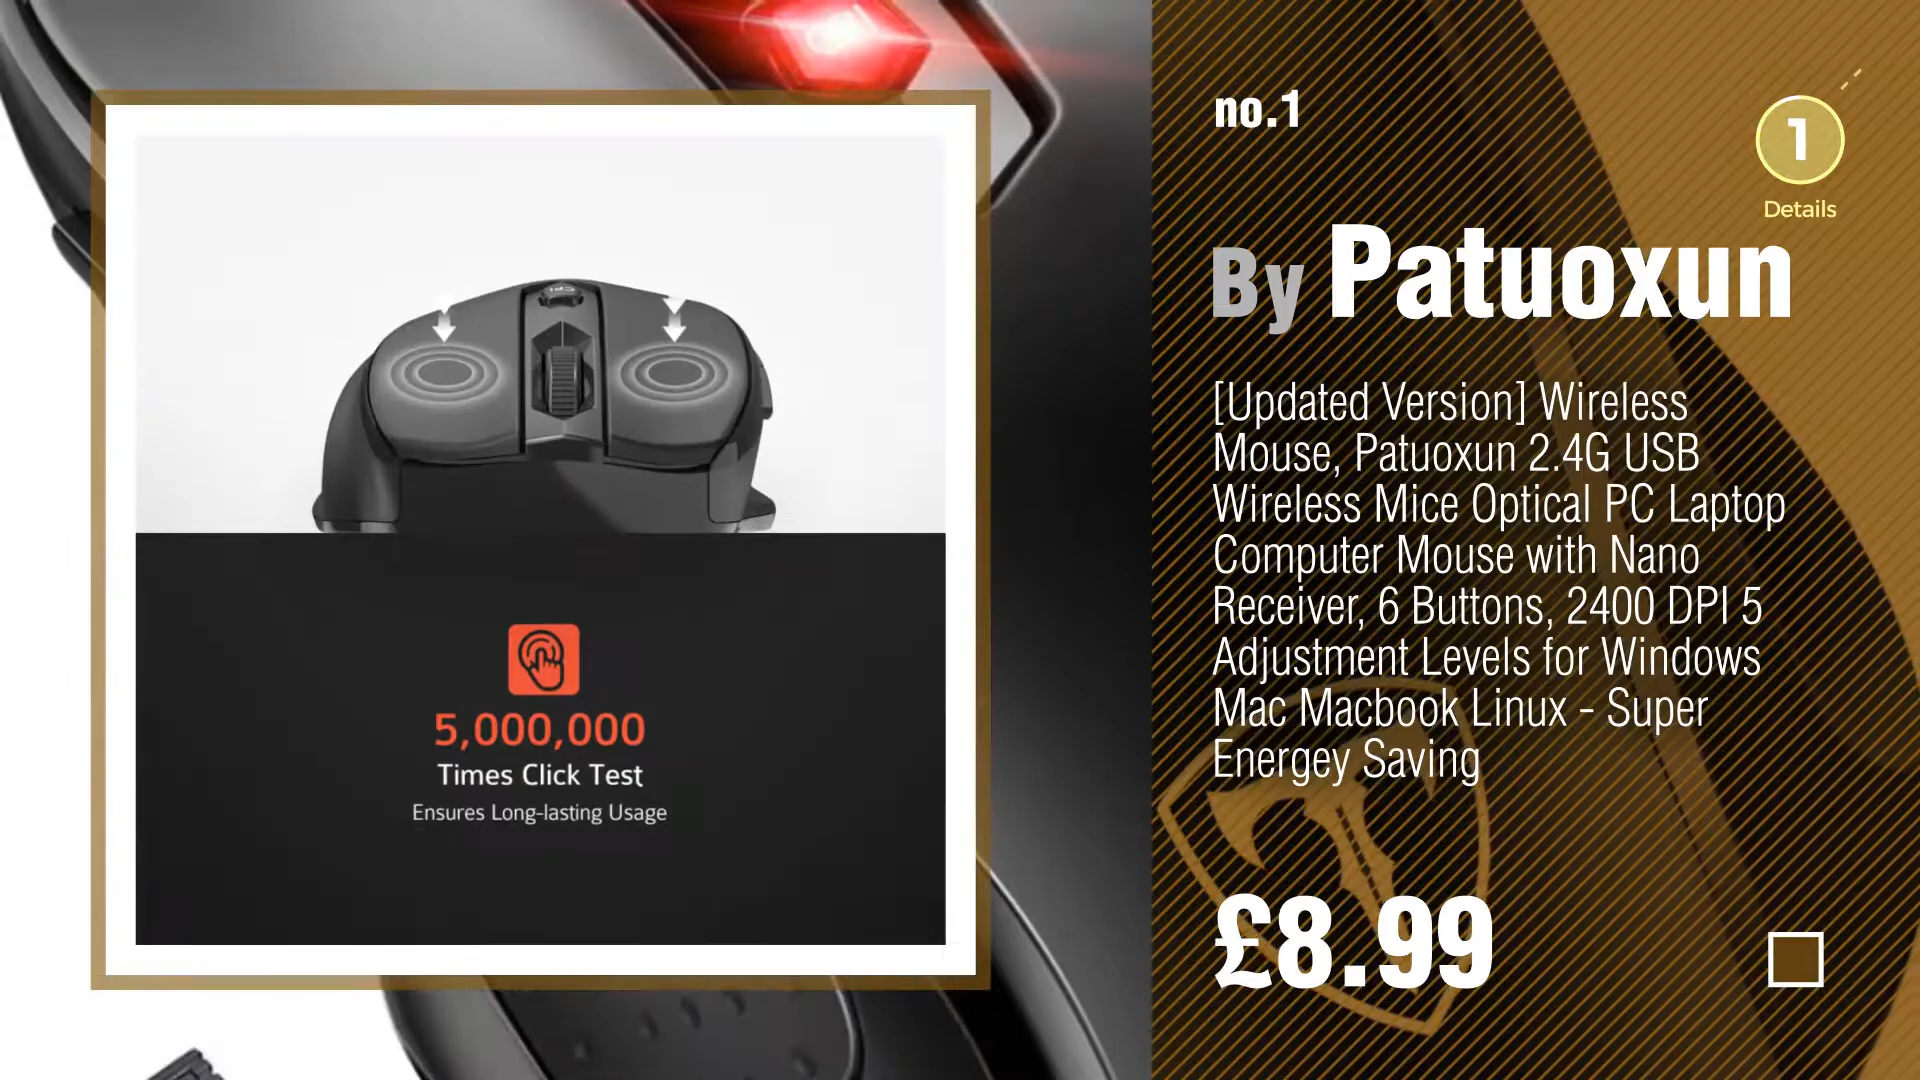 no.1
1
Details
By Patuoxun
[Updated Version] Wireless
Mouse, Patuoxun 2.4G USB
Wireless Mice Optical PC Laptop
Computer Mouse with Nano
Receiver, 6 Buttons, 2400 DPI 5
Adjustment Levels for Windows
Mac Macbook Linux - Super
Energey Saving
£8.99
CPI
5,000,000
Times Click Test
Ensures Long-lasting Usage